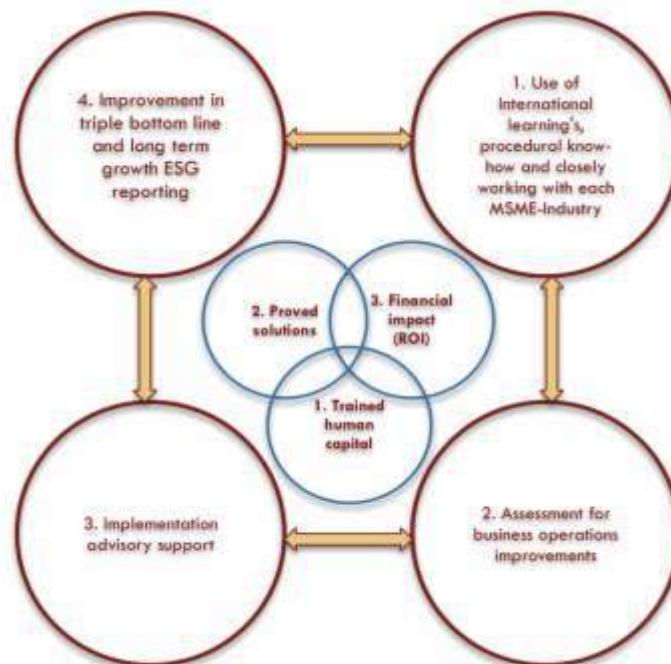 4. Improvement in
triple bottom line
and long term
growth ESG
reporting
1. Use of
International
learning's,
procedural know-
how and closely
working with each
MSME-Industry
2. Proved
solutions
3. Financial
impact
(ROI)
1. Trained
human
capital
3. Implementation
advisory support
2. Assessment for
business operations
improvements